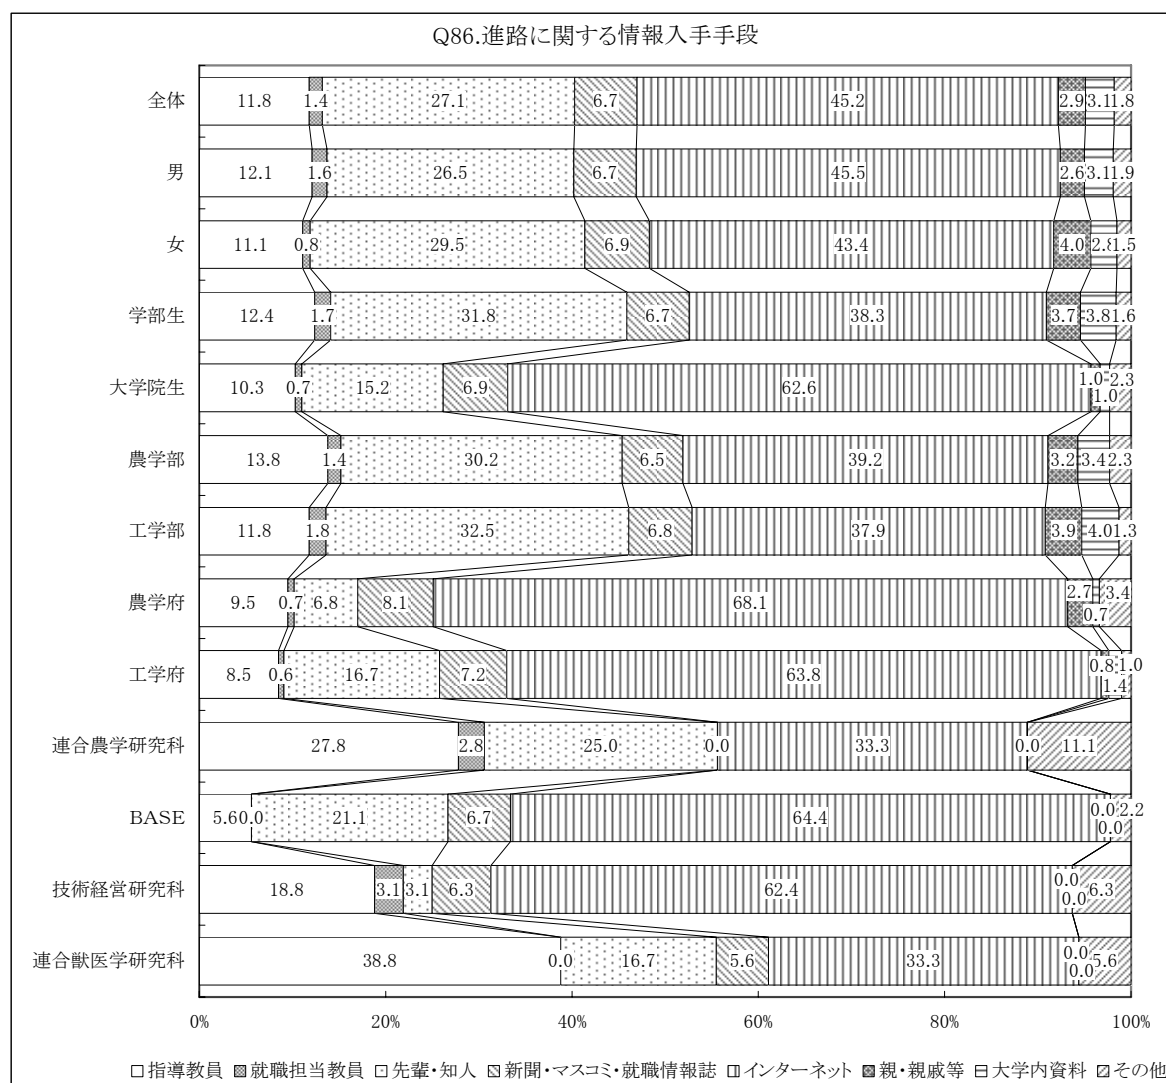 Q86.進路に関する情報入手手段
全体 11.8 1.4 27.1 6.7 45.2 2.9 3.1 1.8
男 12.1 1.6 26.5 6.7 45.5 2.6 3.1 1.9
女 11.1 0.8 29.5 6.9 43.4 4.0 2.8 1.5
学部生 12.4 1.7 31.8 6.7 38.3 3.7 3.8 1.6
大学院生 10.3 0.7 15.2 6.9 62.6 1.0 1.0 2.3
農学部 13.8 1.4 30.2 6.5 39.2 3.2 3.4 2.3
工学部 11.8 1.8 32.5 6.8 37.9 3.9 4.0 1.3
農学府 9.5 0.7 6.8 8.1 68.1 2.7 0.7 3.4
工学府 8.5 0.6 16.7 7.2 63.8 0.8 1.4 1.0
連合農学研究科 27.8 2.8 25.0 0.0 33.3 0.0 11.1
BASE 5.6 0.0 21.1 6.7 64.4 0.0 0.0 2.2
技術経営研究科 18.8 3.1 3.1 6.3 62.4 0.0 0.0 6.3
連合獣医学研究科 38.8 0.0 16.7 5.6 33.3 0.0 0.0 5.6
0% 20% 40% 60% 80% 100%
指導教員 就職担当教員 先輩・知人 新聞・マスコミ・就職情報誌 インターネット 親・親戚等 大学内資料 その他